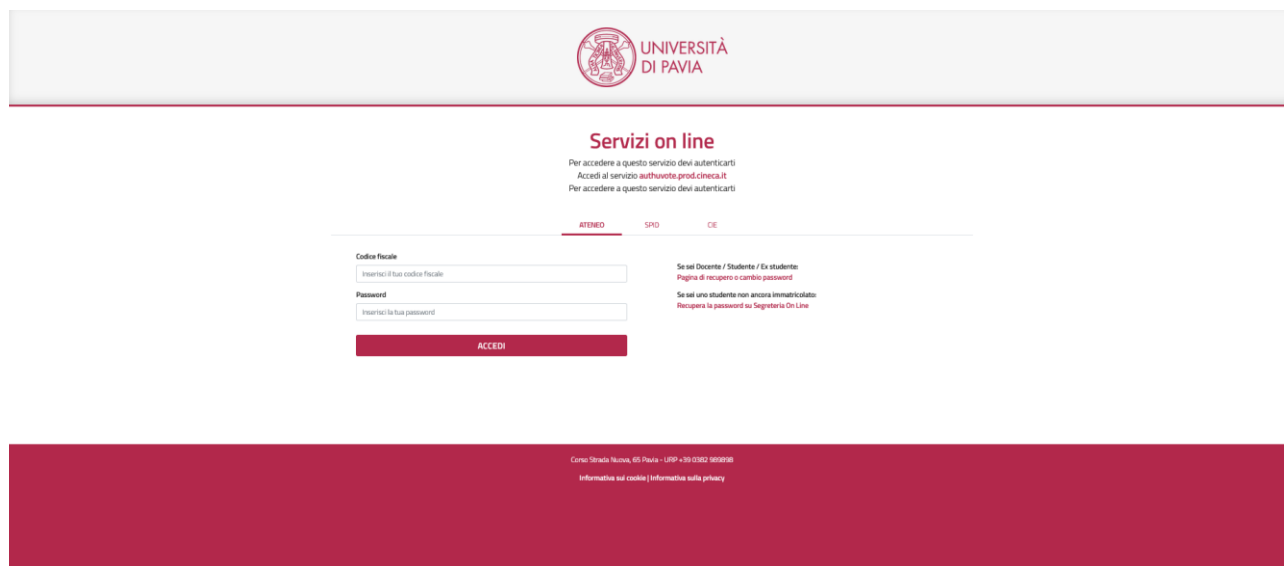 UNIVERSITÀ
DI PAVIA
Servizi on line
Per accedere a questo servizio devi autenticarti
Accedi al servizio authuvote.prod.cineca.it
Per accedere a questo servizio devi autenticarti
ATENEO SPID CIE
Codice fiscale
Inserisci il tuo codice fiscale
Password
Inserisci la tua password
ACCEDI
Se sei Docente / Studente / Ex studente:
Pagina di recupero o cambio password
Se sei uno studente non ancora immatricolato:
Recupera la password su Segreteria On Line
Corso Strada Nuova, 65 Pavia - URP +39 0382 989898
Informativa sui cookie | Informativa sulla privacy